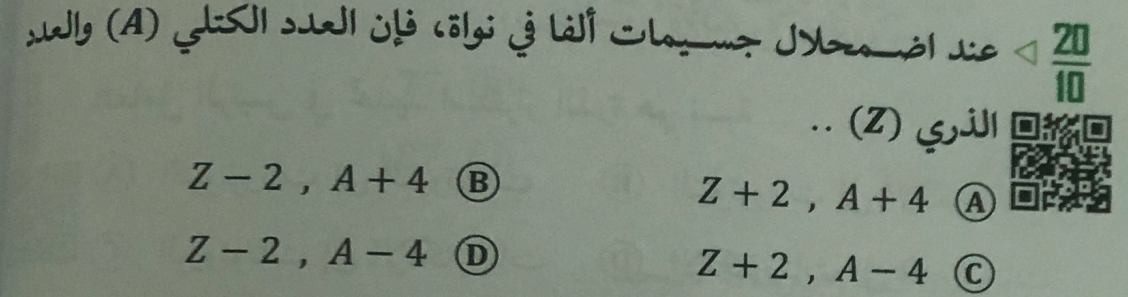 20
10
◁ عند اضمحلال جسيمات ألفا في نواة، فإن العدد الكتلي (A) والعدد
الذري (Z) ..
Ⓐ Z + 2 , A + 4
Ⓑ Z − 2 , A + 4
Ⓒ Z + 2 , A − 4
Ⓓ Z − 2 , A − 4